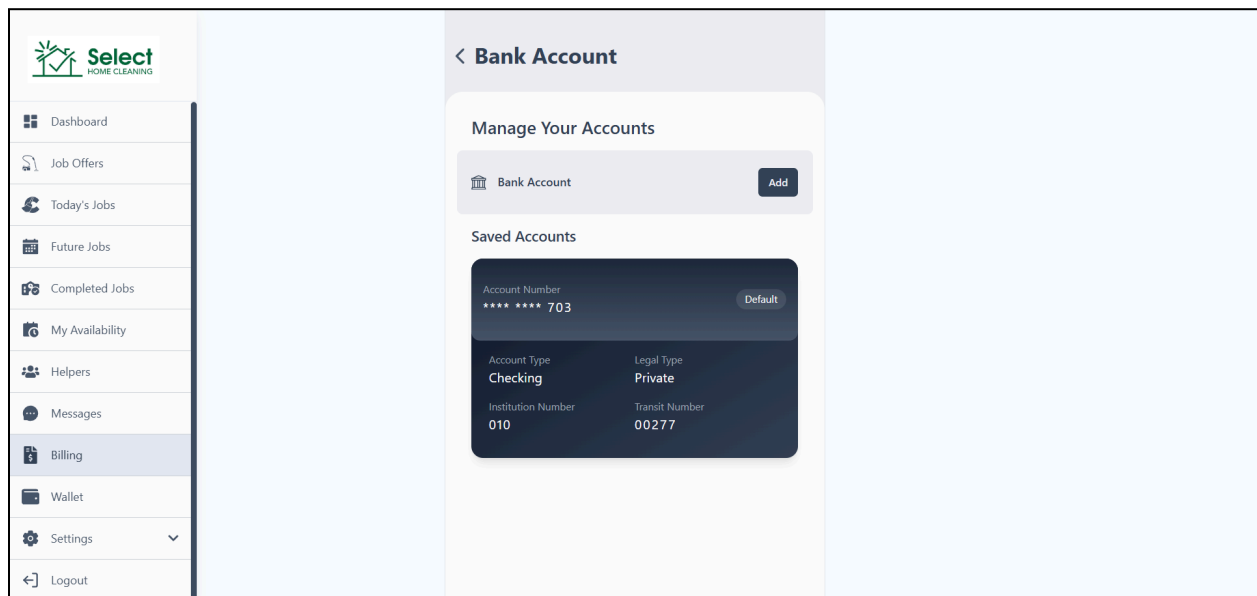 Select
HOME CLEANING
Dashboard
Job Offers
Today's Jobs
Future Jobs
Completed Jobs
My Availability
Helpers
Messages
Billing
Wallet
Settings
Logout
Bank Account
Manage Your Accounts
Bank Account
Add
Saved Accounts
Account Number
**** **** 703
Default
Account Type
Legal Type
Checking
Private
Institution Number
Transit Number
010
00277